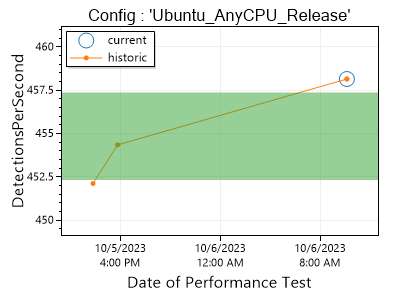 Config : 'Ubuntu_AnyCPU_Release'
current
historic
DetectionsPerSecond
460
457.5
455
452.5
450
10/5/2023
4:00 PM
10/6/2023
12:00 AM
10/6/2023
8:00 AM
Date of Performance Test